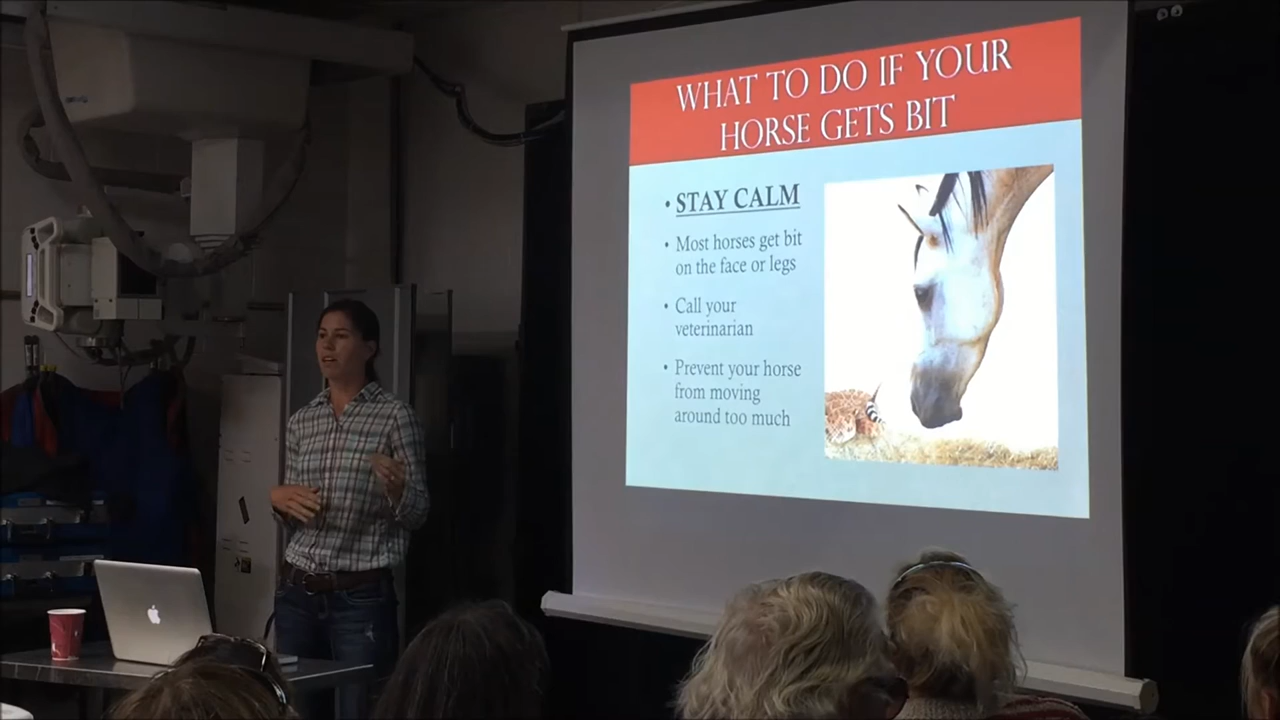 WHAT TO DO IF YOUR
HORSE GETS BIT
• STAY CALM
• Most horses get bit
on the face or legs
• Call your
veterinarian
• Prevent your horse
from moving
around too much